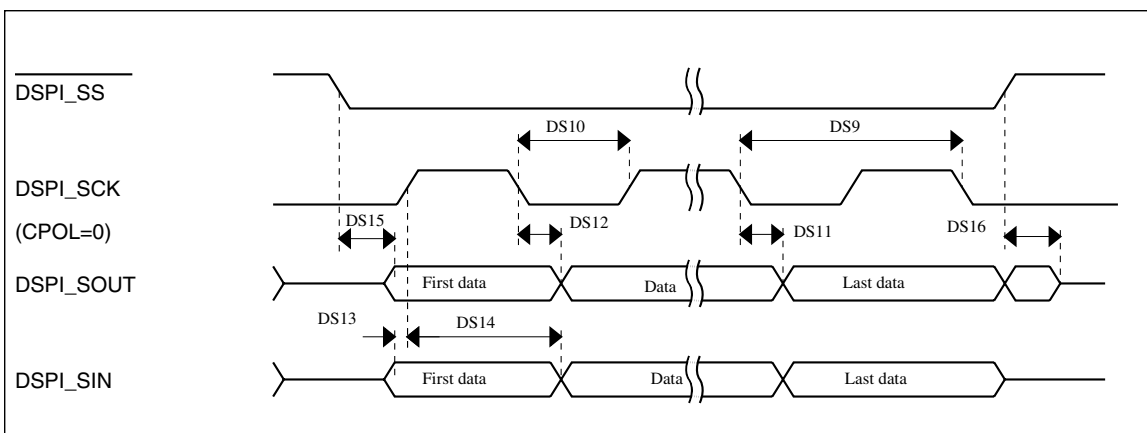 DSPI_SS
DS10
DS9
DSPI_SCK
(CPOL=0)
DS15
DS12
DS11
DS16
DSPI_SOUT
First data
Data
Last data
DS13
DS14
DSPI_SIN
First data
Data
Last data